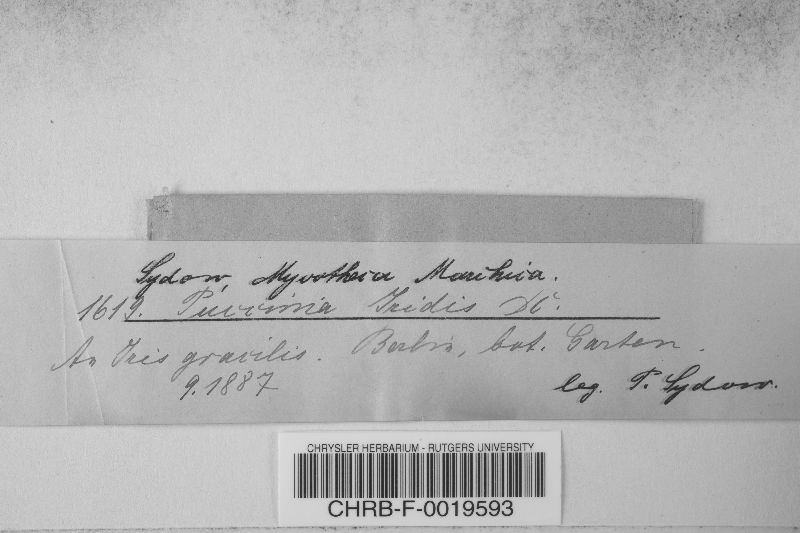 Sydow, Mycotheca Marchica.
1619. Puccinia Iridis DC.
An Iris gracilis. Berlin, bot. Garten.
9.1887
leg. P. Sydow.
CHRYSLER HERBARIUM - RUTGERS UNIVERSITY
CHRB-F-0019593